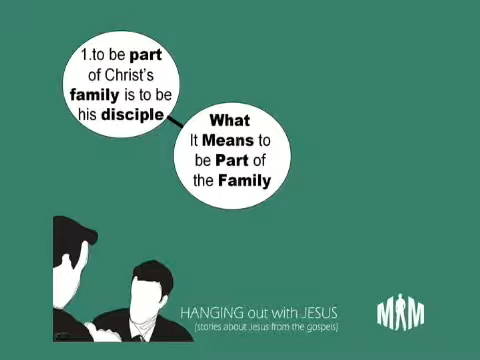 1.to be part
of Christ's
family is to be
his disciple
What
It Means to
be Part of
the Family
HANGING out with JESUS
(stories about Jesus from the gospels)
M M